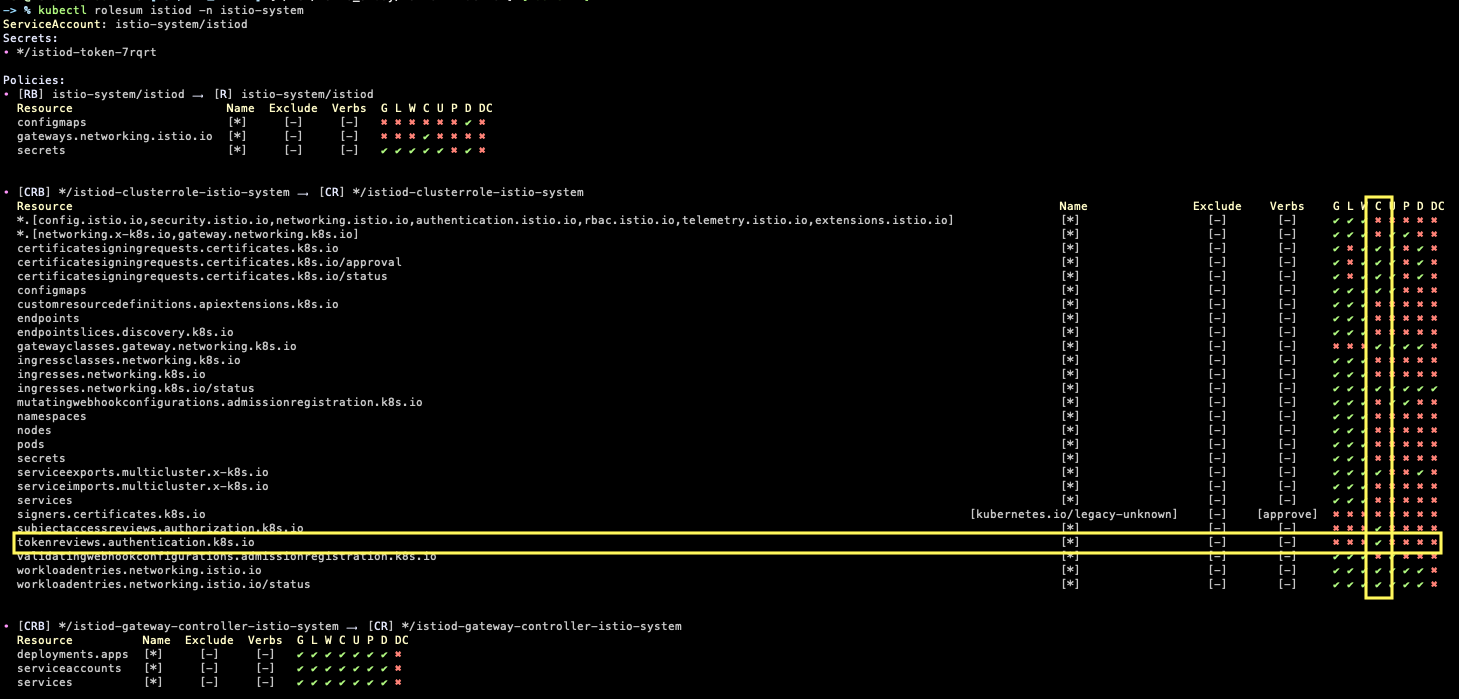 -> % kubectl rolesum istiod -n istio-system
ServiceAccount: istio-system/istiod
Secrets:
• */istiod-token-7rqrt
Policies:
• [RB] istio-system/istiod ⟶ [R] istio-system/istiod
Resource Name Exclude Verbs G L W C U P D DC
configmaps [*] [-] [-] ✖ ✖ ✖ ✖ ✖ ✖ ✔ ✖
gateways.networking.istio.io [*] [-] [-] ✖ ✖ ✖ ✔ ✖ ✖ ✖ ✖
secrets [*] [-] [-] ✔ ✔ ✔ ✔ ✔ ✖ ✔ ✖
• [CRB] */istiod-clusterrole-istio-system ⟶ [CR] */istiod-clusterrole-istio-system
Resource Name Exclude Verbs G L W C U P D DC
*.[config.istio.io,security.istio.io,networking.istio.io,authentication.istio.io,rbac.istio.io,telemetry.istio.io,extensions.istio.io] [*] [-] [-] ✔ ✔ ✔ ✖ ✖ ✖ ✖ ✖
*.[networking.x-k8s.io,gateway.networking.k8s.io] [*] [-] [-] ✔ ✔ ✔ ✖ ✔ ✔ ✖ ✖
certificatesigningrequests.certificates.k8s.io [*] [-] [-] ✔ ✖ ✔ ✔ ✔ ✖ ✔ ✖
certificatesigningrequests.certificates.k8s.io/approval [*] [-] [-] ✔ ✖ ✔ ✔ ✔ ✖ ✔ ✖
certificatesigningrequests.certificates.k8s.io/status [*] [-] [-] ✔ ✖ ✔ ✔ ✔ ✖ ✔ ✖
configmaps [*] [-] [-] ✔ ✔ ✔ ✔ ✔ ✖ ✖ ✖
customresourcedefinitions.apiextensions.k8s.io [*] [-] [-] ✔ ✔ ✔ ✖ ✖ ✖ ✖ ✖
endpoints [*] [-] [-] ✔ ✔ ✔ ✖ ✖ ✖ ✖ ✖
endpointslices.discovery.k8s.io [*] [-] [-] ✔ ✔ ✔ ✖ ✖ ✖ ✖ ✖
gatewayclasses.gateway.networking.k8s.io [*] [-] [-] ✖ ✖ ✖ ✔ ✔ ✔ ✔ ✖
ingressclasses.networking.k8s.io [*] [-] [-] ✔ ✔ ✔ ✖ ✖ ✖ ✖ ✖
ingresses.networking.k8s.io [*] [-] [-] ✔ ✔ ✔ ✖ ✖ ✖ ✖ ✖
ingresses.networking.k8s.io/status [*] [-] [-] ✔ ✔ ✔ ✔ ✔ ✔ ✔ ✔
mutatingwebhookconfigurations.admissionregistration.k8s.io [*] [-] [-] ✔ ✔ ✔ ✖ ✔ ✔ ✖ ✖
namespaces [*] [-] [-] ✔ ✔ ✔ ✖ ✖ ✖ ✖ ✖
nodes [*] [-] [-] ✔ ✔ ✔ ✖ ✖ ✖ ✖ ✖
pods [*] [-] [-] ✔ ✔ ✔ ✖ ✖ ✖ ✖ ✖
secrets [*] [-] [-] ✔ ✔ ✔ ✖ ✖ ✖ ✖ ✖
serviceexports.multicluster.x-k8s.io [*] [-] [-] ✔ ✔ ✔ ✔ ✖ ✖ ✔ ✖
serviceimports.multicluster.x-k8s.io [*] [-] [-] ✔ ✔ ✔ ✖ ✖ ✖ ✖ ✖
services [*] [-] [-] ✔ ✔ ✔ ✖ ✖ ✖ ✖ ✖
signers.certificates.k8s.io [kubernetes.io/legacy-unknown] [-] [approve] ✖ ✖ ✖ ✖ ✖ ✖ ✖ ✖
subjectaccessreviews.authorization.k8s.io [*] [-] [-] ✖ ✖ ✖ ✔ ✖ ✖ ✖ ✖
tokenreviews.authentication.k8s.io [*] [-] [-] ✖ ✖ ✖ ✔ ✖ ✖ ✖ ✖
validatingwebhookconfigurations.admissionregistration.k8s.io [*] [-] [-] ✔ ✔ ✔ ✖ ✔ ✖ ✖ ✖
workloadentries.networking.istio.io [*] [-] [-] ✔ ✔ ✔ ✔ ✔ ✔ ✔ ✖
workloadentries.networking.istio.io/status [*] [-] [-] ✔ ✔ ✔ ✔ ✔ ✔ ✔ ✖
• [CRB] */istiod-gateway-controller-istio-system ⟶ [CR] */istiod-gateway-controller-istio-system
Resource Name Exclude Verbs G L W C U P D DC
deployments.apps [*] [-] [-] ✔ ✔ ✔ ✔ ✔ ✔ ✔ ✖
serviceaccounts [*] [-] [-] ✔ ✔ ✔ ✔ ✔ ✔ ✔ ✖
services [*] [-] [-] ✔ ✔ ✔ ✔ ✔ ✔ ✔ ✖